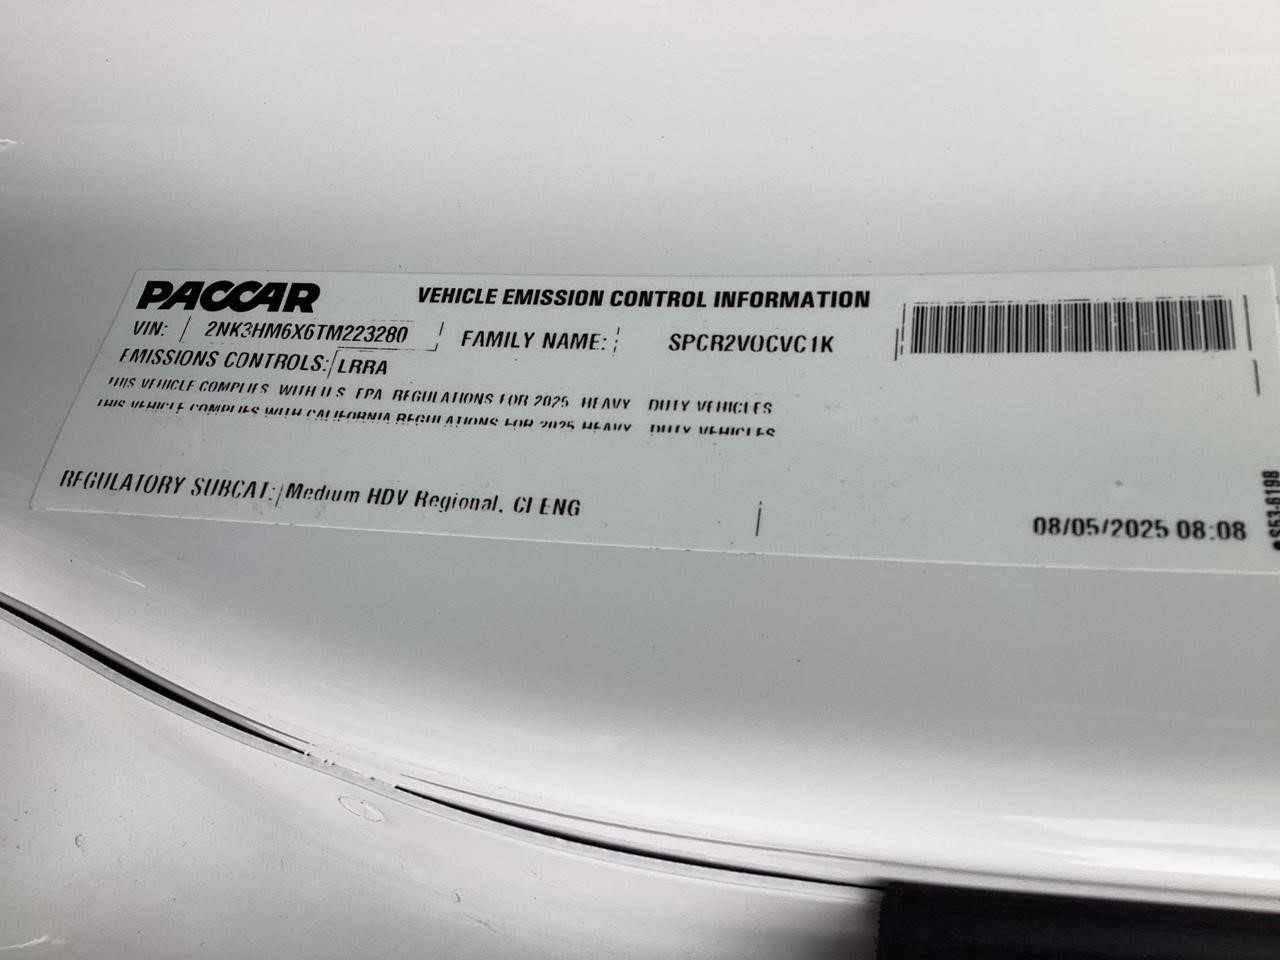 PACCAR VEHICLE EMISSION CONTROL INFORMATION
VIN: 2NK3HM6X6TM223280 FAMILY NAME: SPCR2VOCVC1K
EMISSIONS CONTROLS: LRRA
THIS VEHICLE COMPLIES WITH U.S. EPA REGULATIONS FOR 2025 HEAVY DUTY VEHICLES
THIS VEHICLE COMPLIES WITH CALIFORNIA REGULATIONS FOR 2025 HEAVY DUTY VEHICLES
REGULATORY SUBCAT: Medium HDV Regional, CI ENG
08/05/2025 08:08
S53-6198